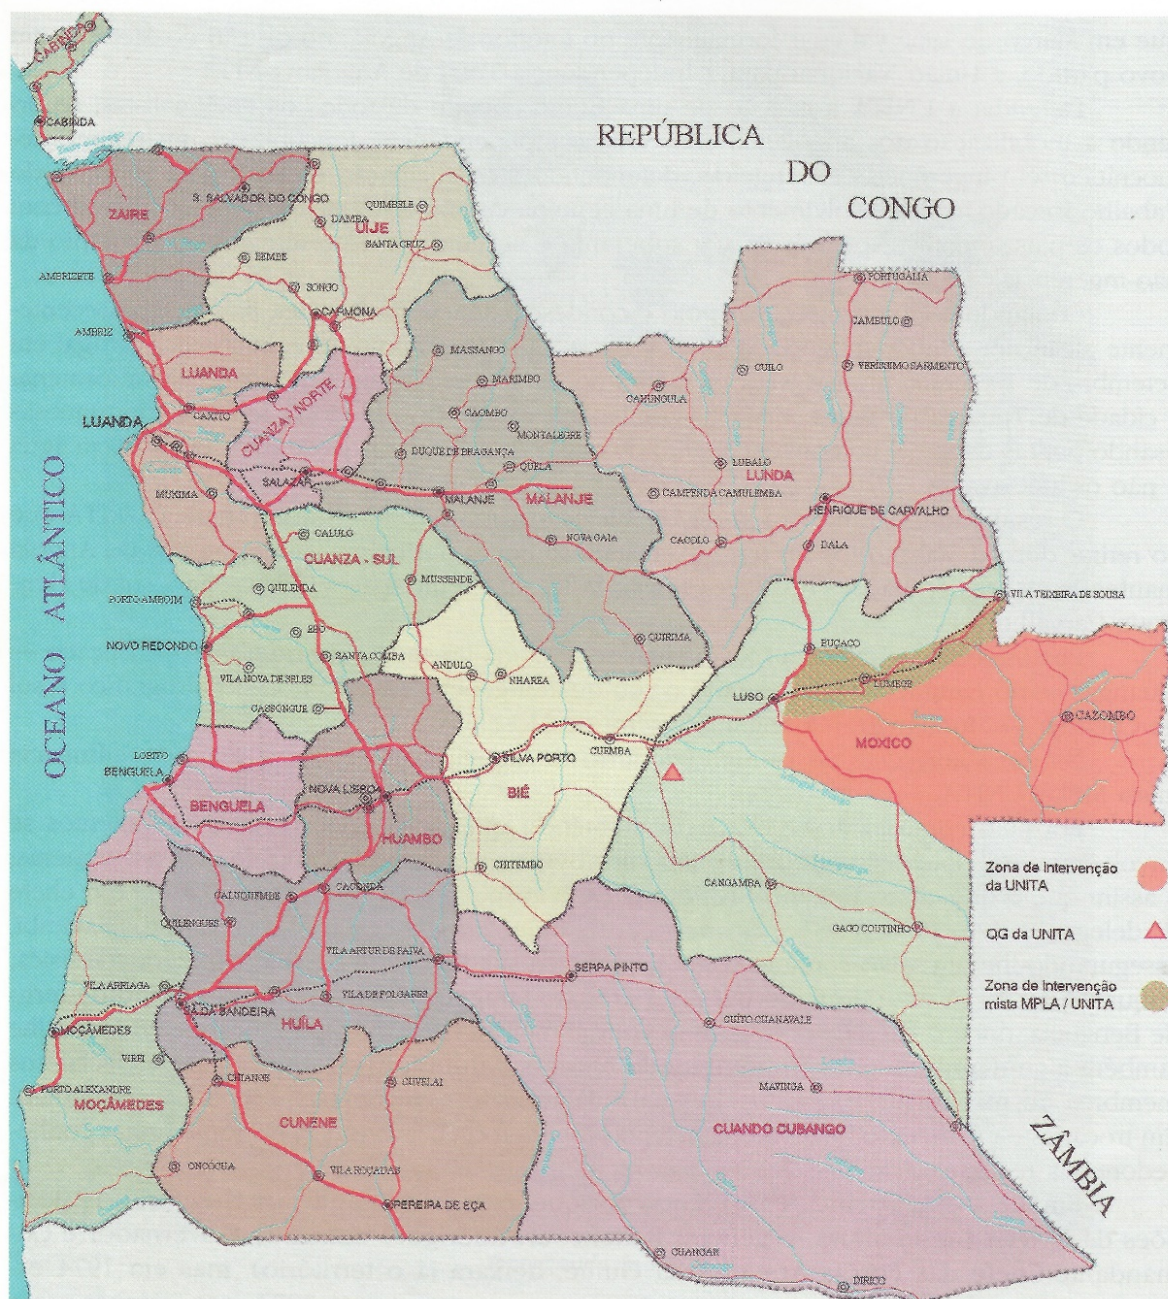 CABINDA
CABINDA
REPÚBLICA
DO
CONGO
S. SALVADOR DO CONGO
ZAIRE
QUIMBELE
DAMBA
UIJE
SANTA CRUZ
BEMBE
AMBRIZETE
SONGO
PORTUGALIA
CARMONA
CAMBULO
AMBRIZ
MASSANGO
LUANDA
MARIMBO
CUILO
VERÍSSIMO SARMENTO
CAHUNGULA
CUANZA NORTE
CAXITO
CAOMBO
LUANDA
MONTALEGRE
DUQUE DE BRAGANÇA
QUELA
LUBALO
LUNDA
SALAZAR
MUXIMA
MALANJE
MALANJE
CAMPENDA CAMULEMBA
HENRIQUE DE CARVALHO
CALULO
NOVA GAIA
CACOLO
DALA
CUANZA - SUL
OCEANO ATLÂNTICO
QUILENDA
MUSSENDE
PORTO AMBOIM
VILA TEIXEIRA DE SOUSA
EBO
QUIRIMA
NOVO REDONDO
BUÇACO
SANTA COMBA
ANDULO
NHAREA
VILA NOVA DE SELES
LUMEGE
LUSO
CASSONGUE
CAZOMBO
MOXICO
CUEMBA
LOBITO
SILVA PORTO
BENGUELA
NOVA LISBOA
BIÉ
BENGUELA
HUAMBO
CHITEMBO
Zona de Intervenção
da UNITA
CACONDA
CANGAMBA
CALUQUEMBE
QUILENGUES
GAGO COUTINHO
QG da UNITA
VILA ARTUR DE PAIVA
SERPA PINTO
VILA ARRIAGA
VILA DE FOLGARES
Zona de Intervenção
mista MPLA / UNITA
SÁ DA BANDEIRA
HUÍLA
CUÍTO CUANAVALE
MOÇÂMEDES
VIREI
CHIANGE
CUVELAI
MAVINGA
PORTO ALEXANDRE
MOÇÂMEDES
CUNENE
CUANDO CUBANGO
ZÂMBIA
ONCÓCUA
VILA ROÇADAS
PEREIRA DE EÇA
CUANGAR
DIRICO